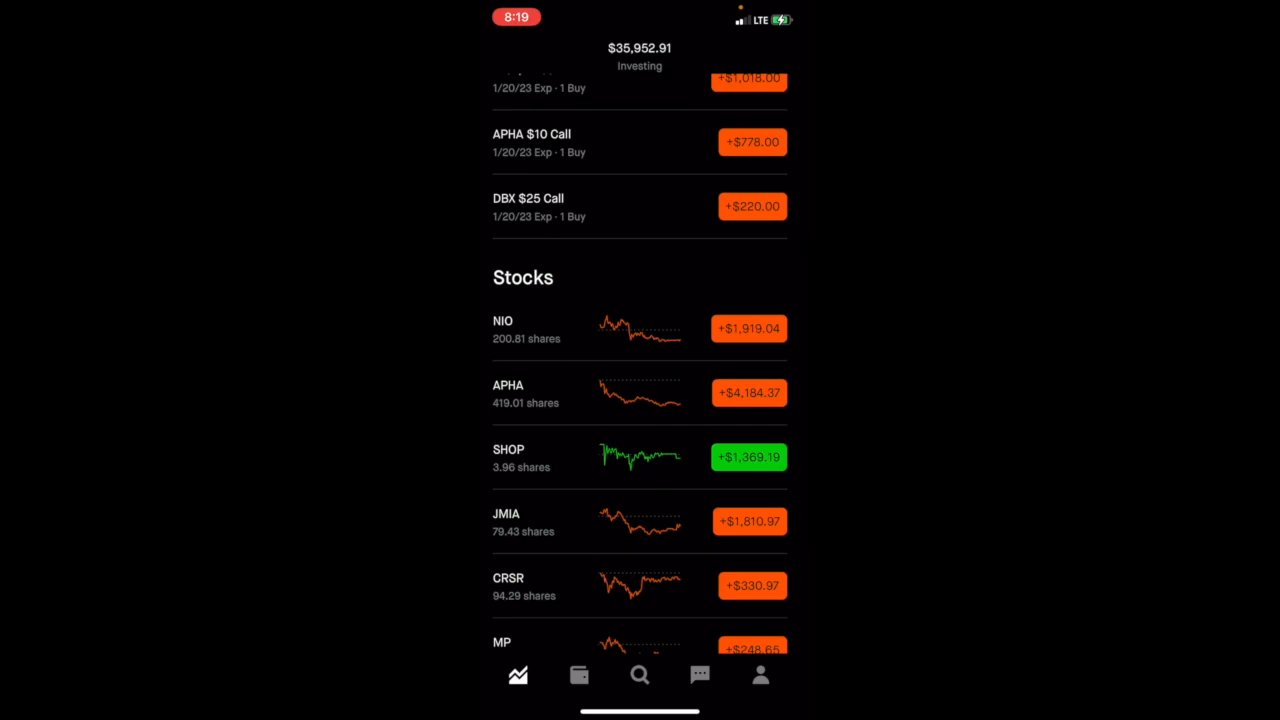 8:19
LTE
$35,952.91
Investing
+$1,018.00
1/20/23 Exp · 1 Buy
APHA $10 Call
1/20/23 Exp · 1 Buy
+$778.00
DBX $25 Call
1/20/23 Exp · 1 Buy
+$220.00
Stocks
NIO
200.81 shares
+$1,919.04
APHA
419.01 shares
+$4,184.37
SHOP
3.96 shares
+$1,369.19
JMIA
79.43 shares
+$1,810.97
CRSR
94.29 shares
+$330.97
MP
+$248.65